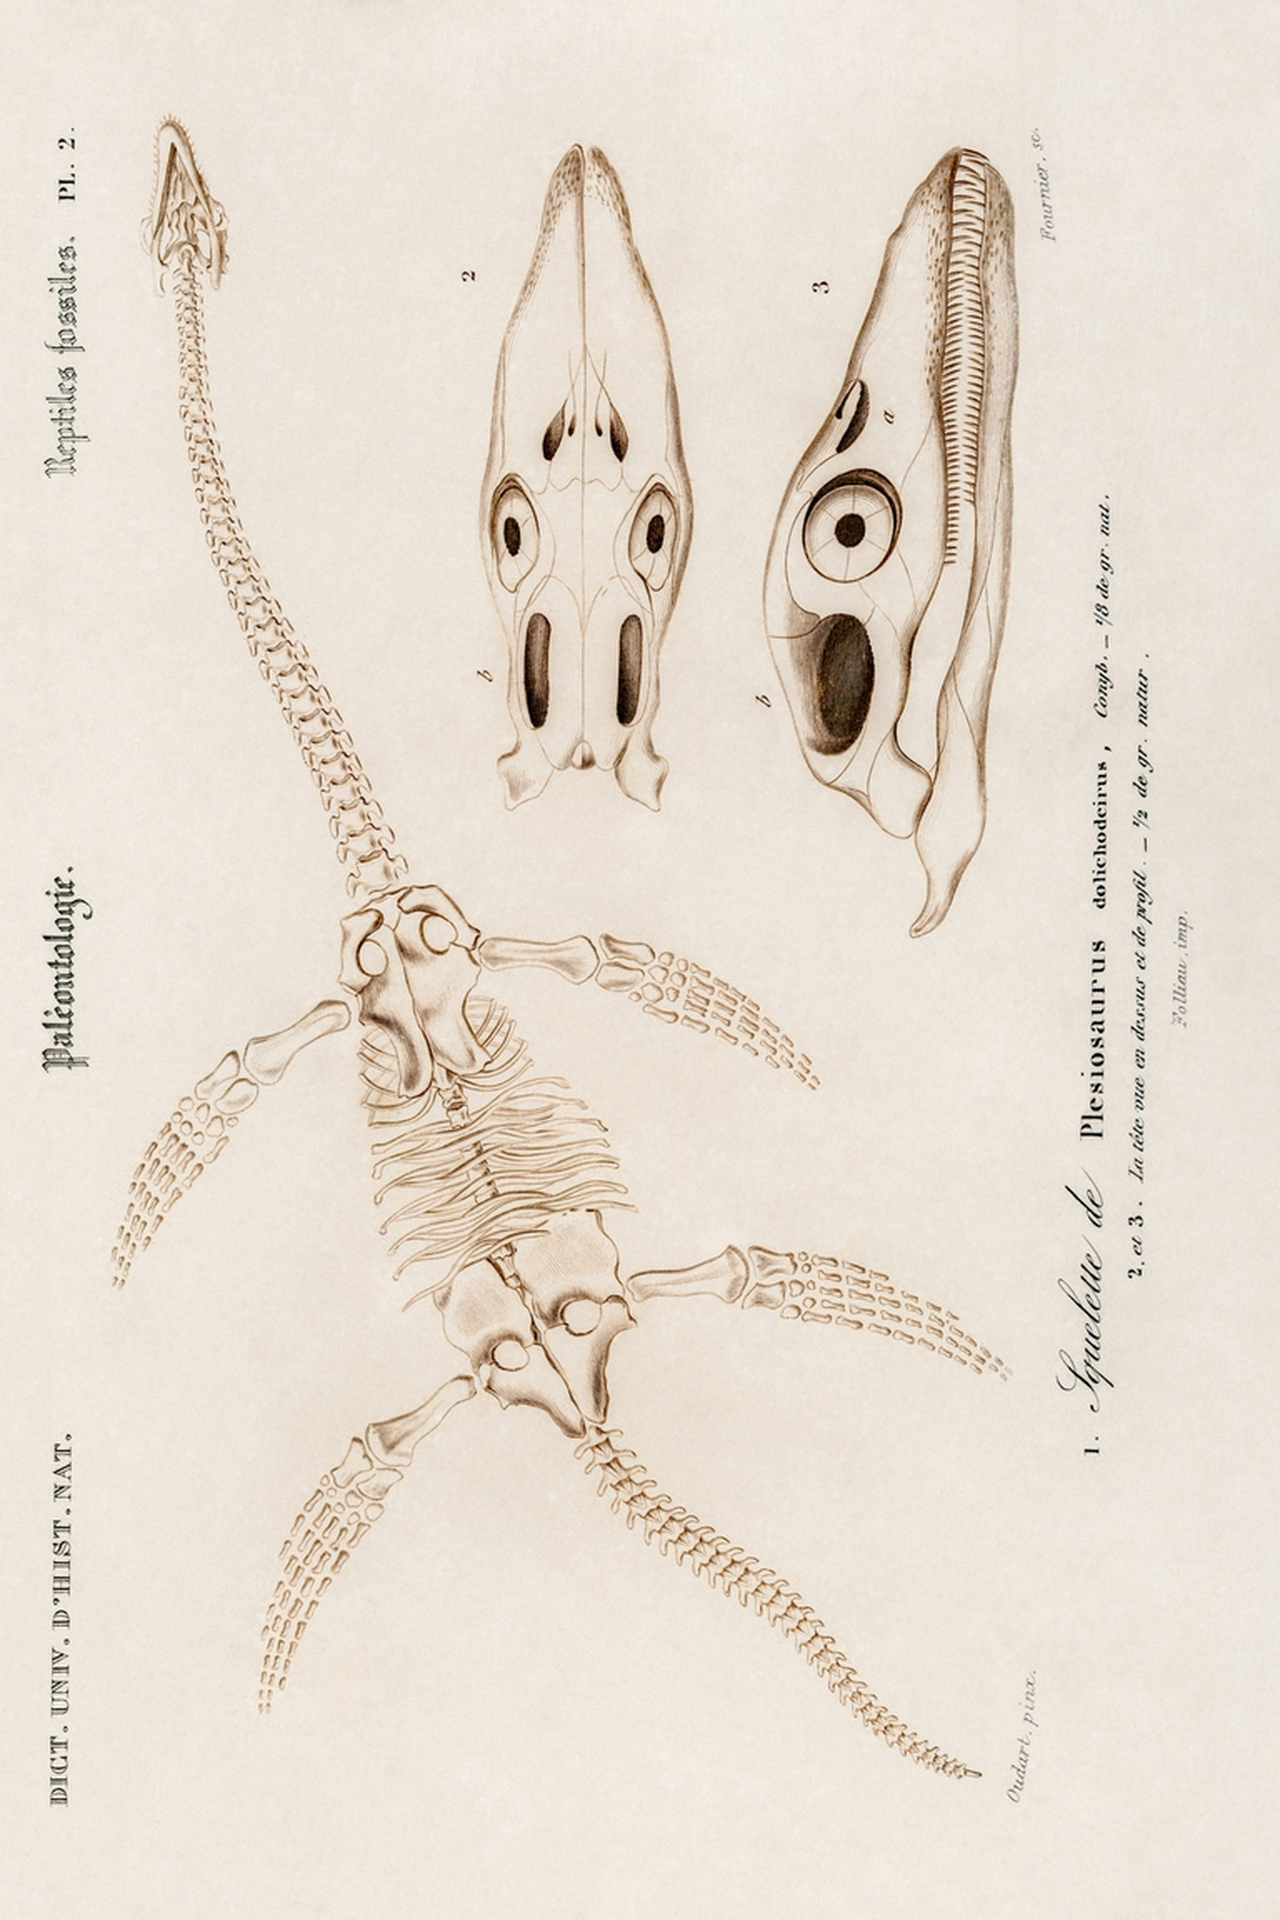 DICT. UNIV. D'HIST. NAT.
Paléontologie.
Reptiles fossiles. PL. 2.
2
3
a
b
b
Oudart. pinx.
Fournier, sc.
1. Squelette de Plesiosaurus dolichodeirus, Conyb. _ 1/8 de gr. nat.
2. et 3. La tête vue en dessus et de profil. _ 1/2 de gr. natur.
Folliau, imp.